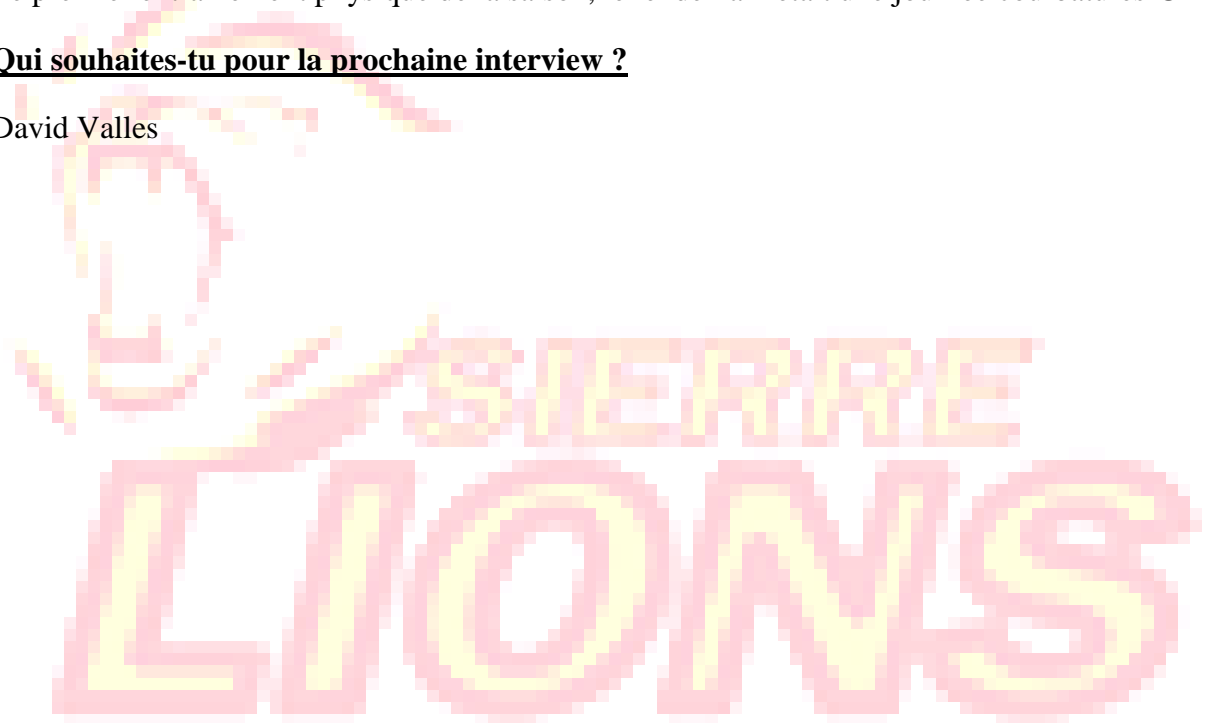 Qui souhaites-tu pour la prochaine interview ?
David Valles
SIERRE
LIONS